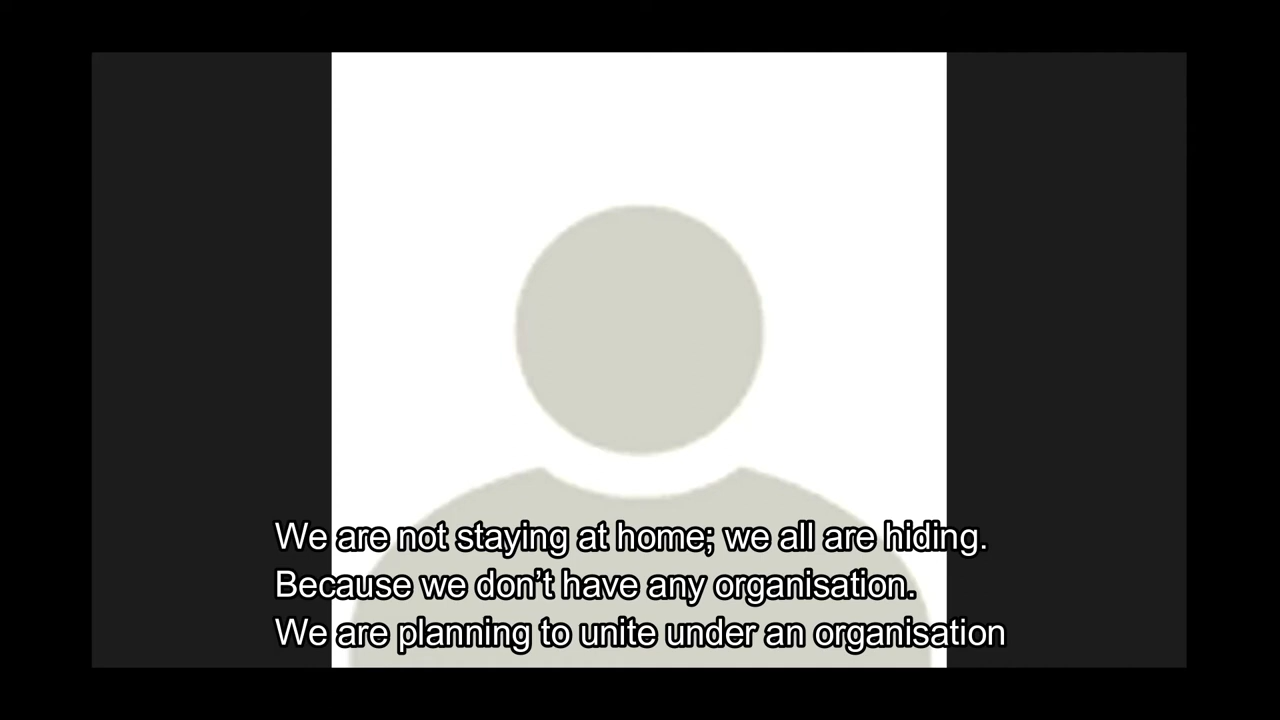 We are not staying at home; we all are hiding.
Because we don’t have any organisation.
We are planning to unite under an organisation